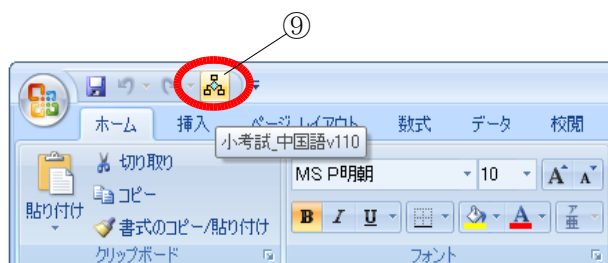 ⑨
ホーム 挿入 ページ レイアウト 数式 データ 校閲
小考試_中国語v110
切り取り
コピー
書式のコピー/貼り付け
貼り付け
クリップボード
MS P明朝 10 A A
B I U A ア亜
フォント